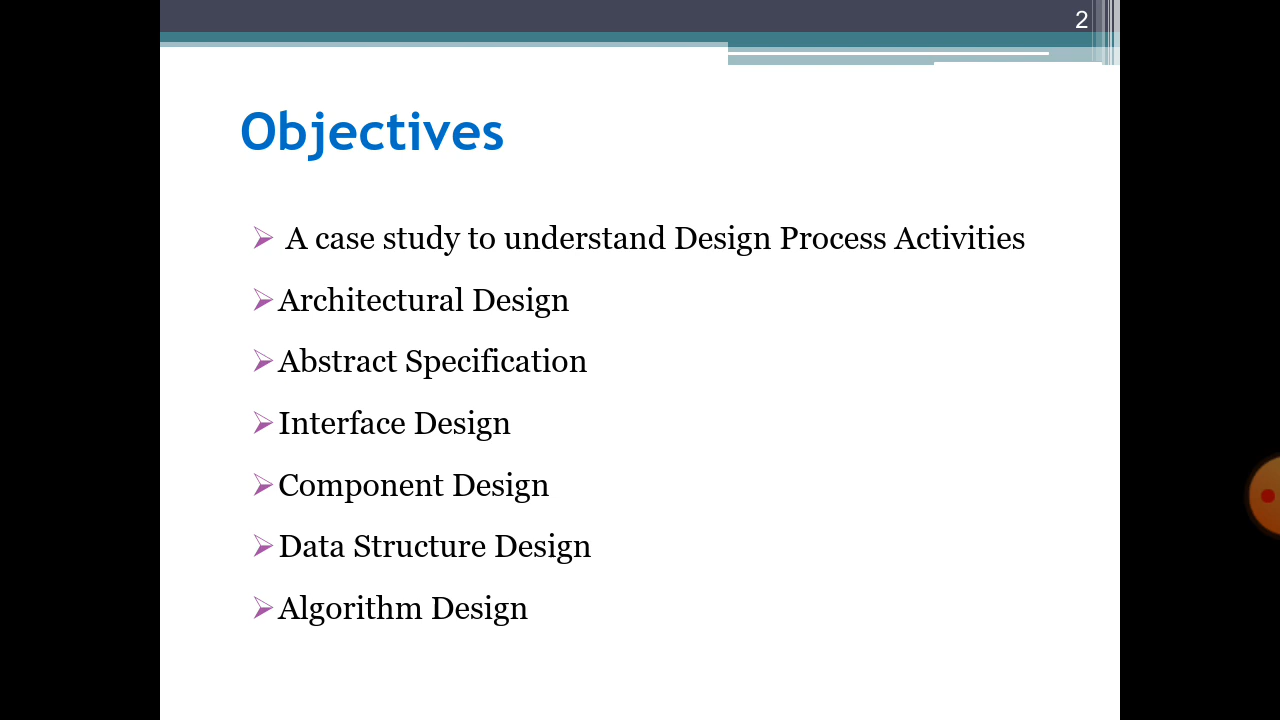 2
Objectives
A case study to understand Design Process Activities
Architectural Design
Abstract Specification
Interface Design
Component Design
Data Structure Design
Algorithm Design